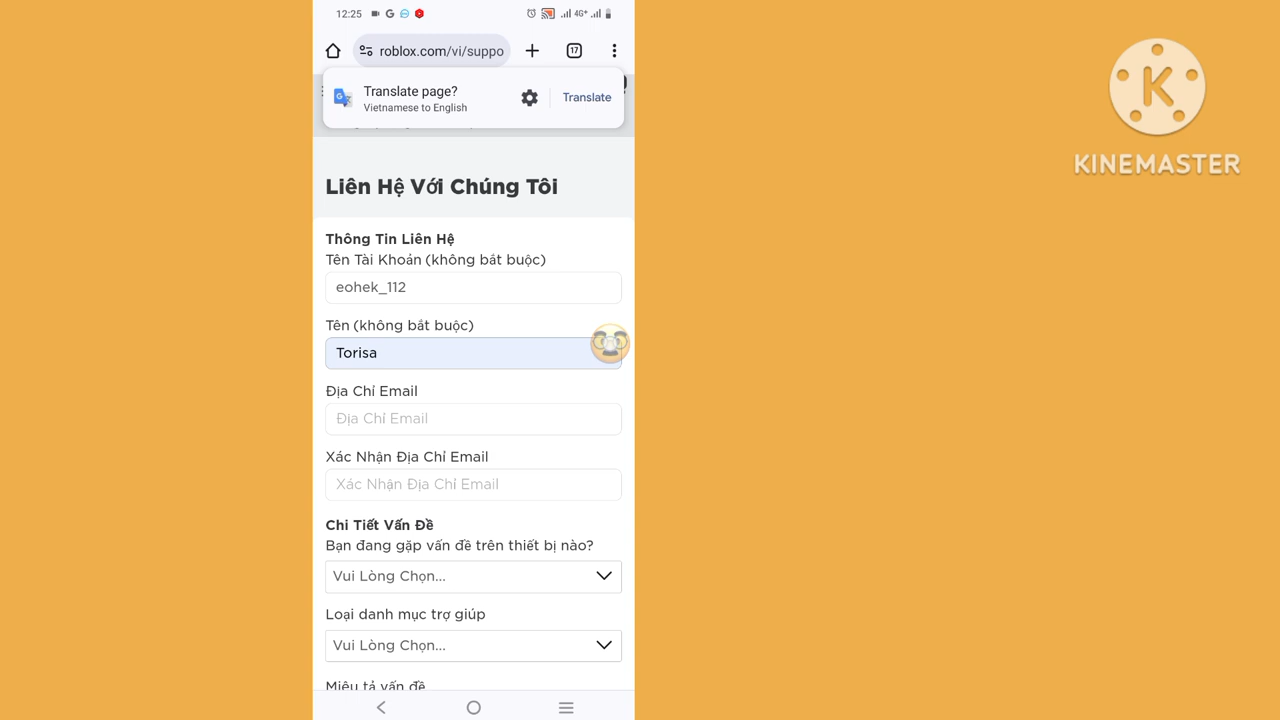 12:25 4G+
roblox.com/vi/suppo
17
Translate page?
Vietnamese to English
Translate
Liên Hệ Với Chúng Tôi
Thông Tin Liên Hệ
Tên Tài Khoản (không bắt buộc)
eohek_112
Tên (không bắt buộc)
Torisa
Địa Chỉ Email
Địa Chỉ Email
Xác Nhận Địa Chỉ Email
Xác Nhận Địa Chỉ Email
Chi Tiết Vấn Đề
Bạn đang gặp vấn đề trên thiết bị nào?
Vui Lòng Chọn...
Loại danh mục trợ giúp
Vui Lòng Chọn...
Miêu tả vấn đề
K
KINEMASTER